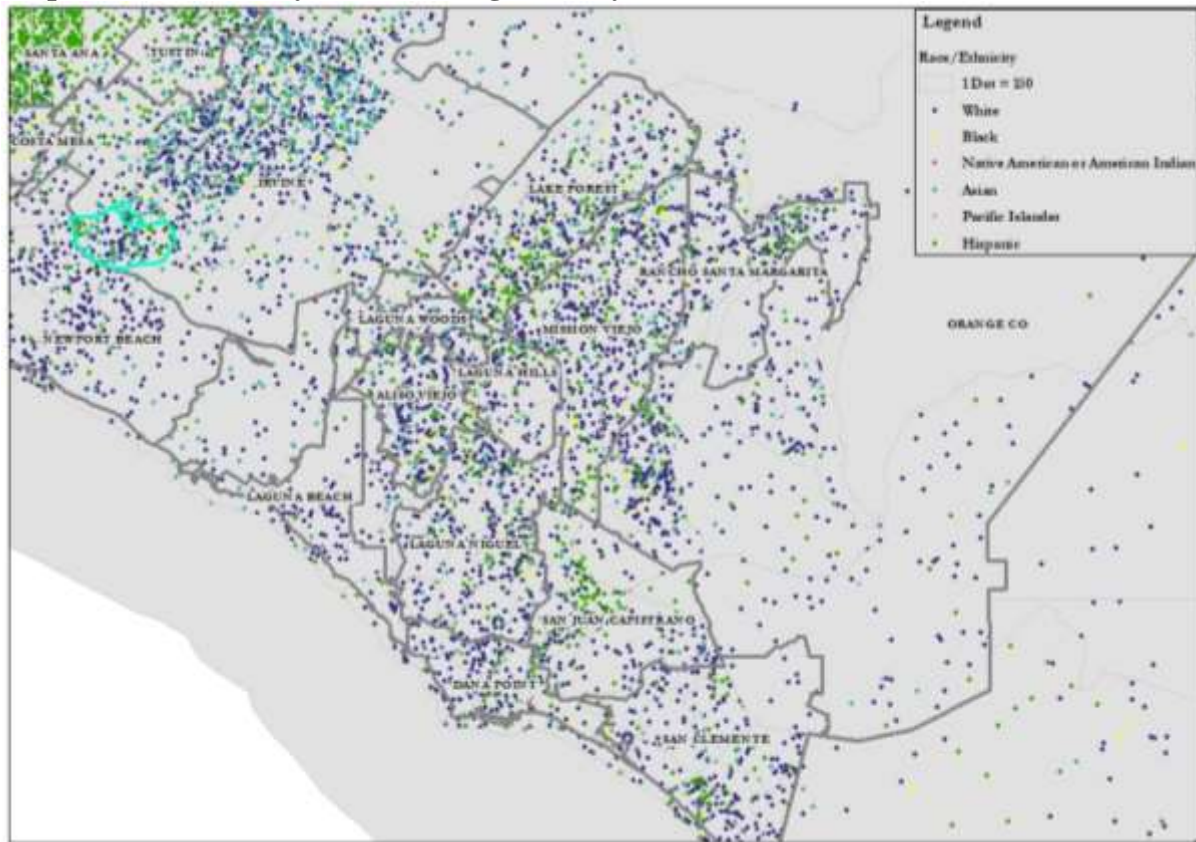 Legend
Race/Ethnicity
1 Dot = 150
White
Black
Native American or American Indian
Asian
Pacific Islander
Hispanic
SANTA ANA
TUSTIN
COSTA MESA
IRVINE
LAKE FOREST
RANCHO SANTA MARGARITA
LAGUNA WOODS
MISSION VIEJO
ORANGE CO
NEWPORT BEACH
LAGUNA HILLS
ALISO VIEJO
LAGUNA BEACH
LAGUNA NIGUEL
SAN JUAN CAPISTRANO
DANA POINT
SAN CLEMENTE